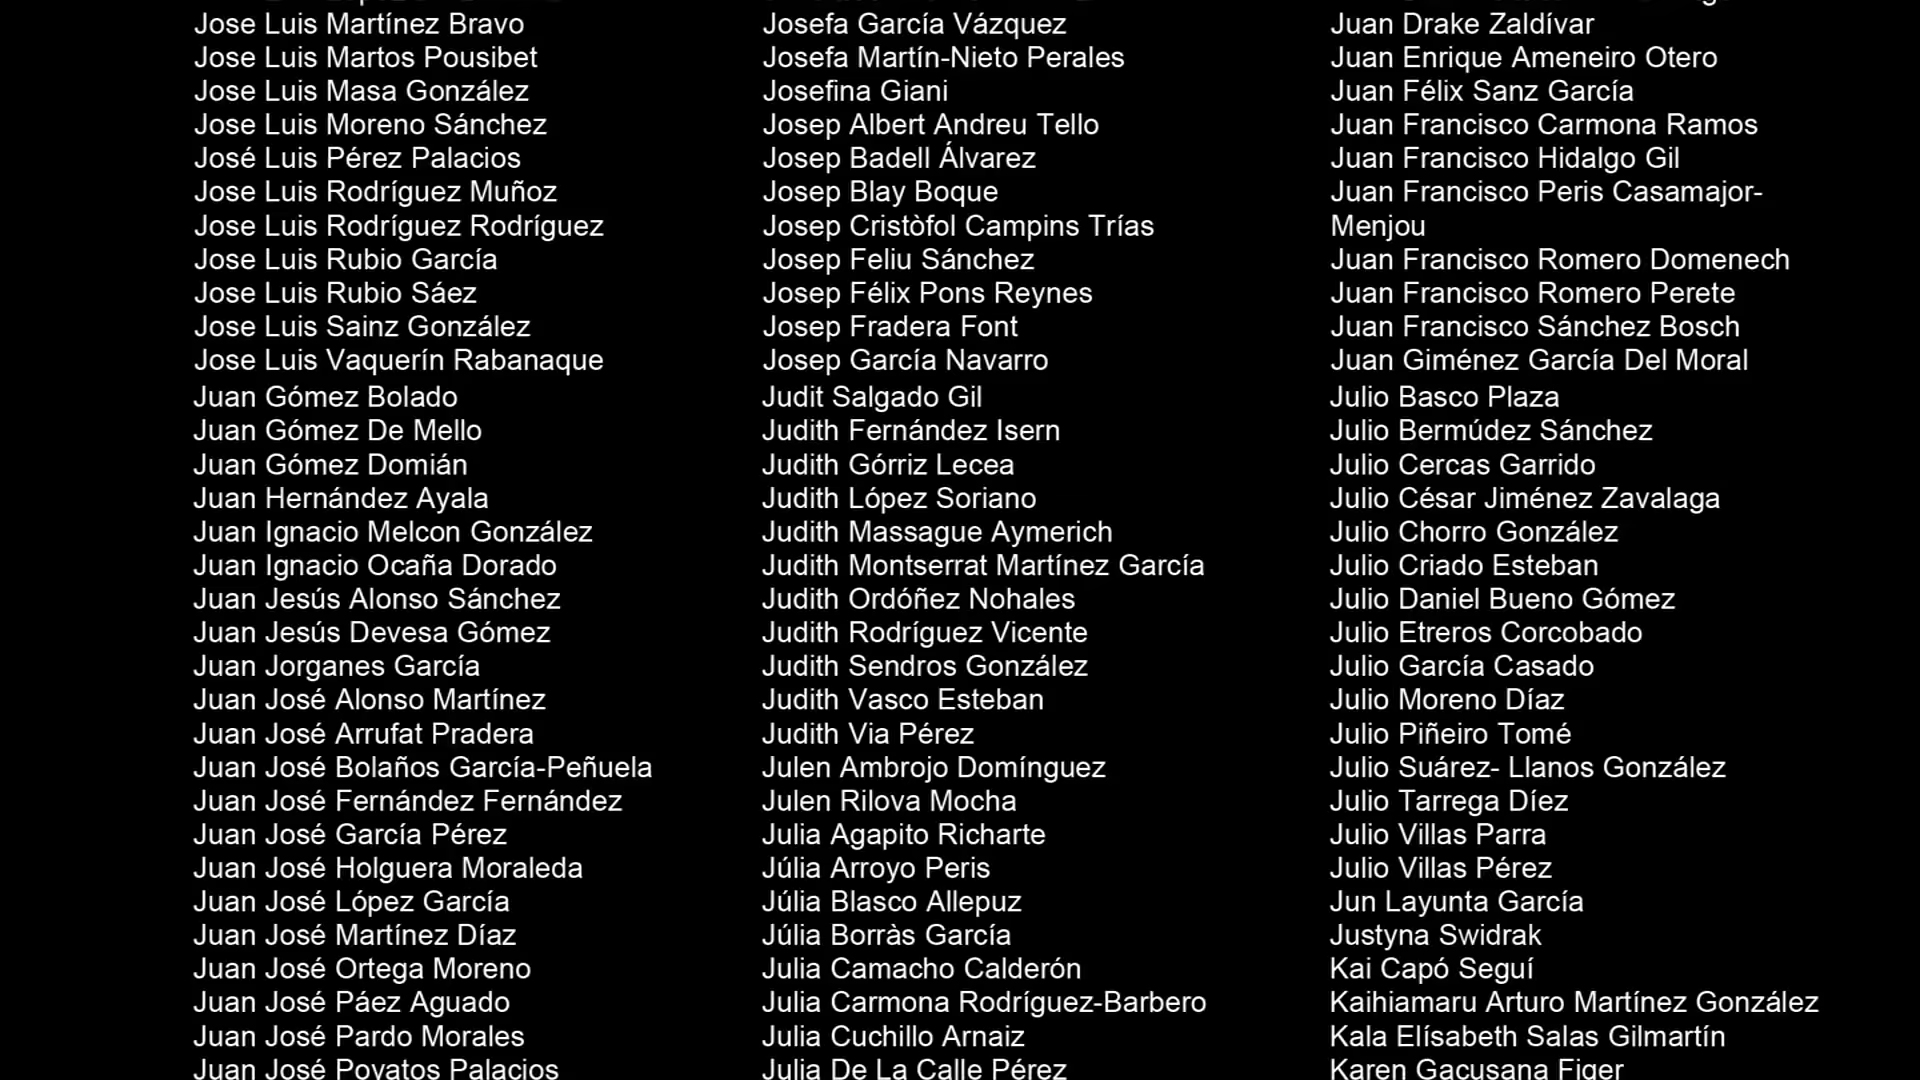 Jose Luis Martínez Bravo
Jose Luis Martos Pousibet
Jose Luis Masa González
Jose Luis Moreno Sánchez
José Luis Pérez Palacios
Jose Luis Rodríguez Muñoz
Jose Luis Rodríguez Rodríguez
Jose Luis Rubio García
Jose Luis Rubio Sáez
Jose Luis Sainz González
Jose Luis Vaquerín Rabanaque
Juan Gómez Bolado
Juan Gómez De Mello
Juan Gómez Domián
Juan Hernández Ayala
Juan Ignacio Melcon González
Juan Ignacio Ocaña Dorado
Juan Jesús Alonso Sánchez
Juan Jesús Devesa Gómez
Juan Jorganes García
Juan José Alonso Martínez
Juan José Arrufat Pradera
Juan José Bolaños García-Peñuela
Juan José Fernández Fernández
Juan José García Pérez
Juan José Holguera Moraleda
Juan José López García
Juan José Martínez Díaz
Juan José Ortega Moreno
Juan José Páez Aguado
Juan José Pardo Morales
Juan José Poyatos Palacios
Josefa García Vázquez
Josefa Martín-Nieto Perales
Josefina Giani
Josep Albert Andreu Tello
Josep Badell Álvarez
Josep Blay Boque
Josep Cristòfol Campins Trías
Josep Feliu Sánchez
Josep Félix Pons Reynes
Josep Fradera Font
Josep García Navarro
Judit Salgado Gil
Judith Fernández Isern
Judith Górriz Lecea
Judith López Soriano
Judith Massague Aymerich
Judith Montserrat Martínez García
Judith Ordóñez Nohales
Judith Rodríguez Vicente
Judith Sendros González
Judith Vasco Esteban
Judith Via Pérez
Julen Ambrojo Domínguez
Julen Rilova Mocha
Julia Agapito Richarte
Júlia Arroyo Peris
Júlia Blasco Allepuz
Júlia Borràs García
Julia Camacho Calderón
Julia Carmona Rodríguez-Barbero
Julia Cuchillo Arnaiz
Julia De La Calle Pérez
Juan Drake Zaldívar
Juan Enrique Ameneiro Otero
Juan Félix Sanz García
Juan Francisco Carmona Ramos
Juan Francisco Hidalgo Gil
Juan Francisco Peris Casamajor-
Menjou
Juan Francisco Romero Domenech
Juan Francisco Romero Perete
Juan Francisco Sánchez Bosch
Juan Giménez García Del Moral
Julio Basco Plaza
Julio Bermúdez Sánchez
Julio Cercas Garrido
Julio César Jiménez Zavalaga
Julio Chorro González
Julio Criado Esteban
Julio Daniel Bueno Gómez
Julio Etreros Corcobado
Julio García Casado
Julio Moreno Díaz
Julio Piñeiro Tomé
Julio Suárez- Llanos González
Julio Tarrega Díez
Julio Villas Parra
Julio Villas Pérez
Jun Layunta García
Justyna Swidrak
Kai Capó Seguí
Kaihiamaru Arturo Martínez González
Kala Elísabeth Salas Gilmartín
Karen Gacusana Figer